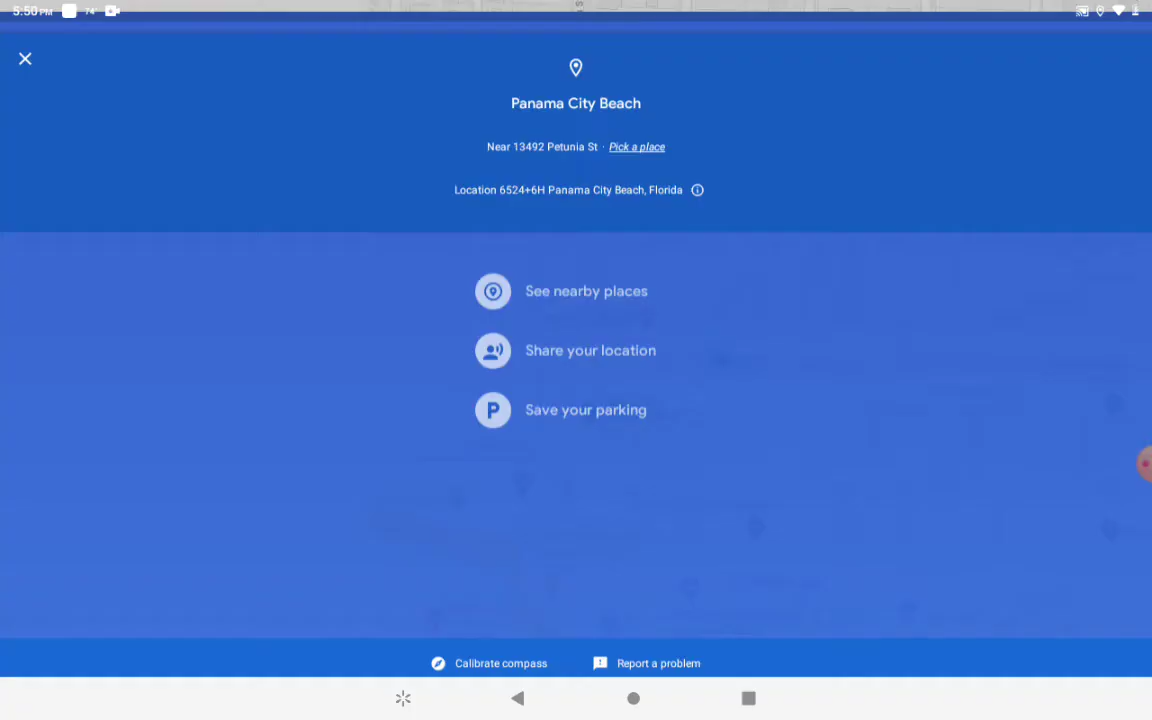 5:50 PM 74°
Panama City Beach
Near 13492 Petunia St · Pick a place
Location 6524+6H Panama City Beach, Florida
See nearby places
Share your location
P Save your parking
Calibrate compass Report a problem